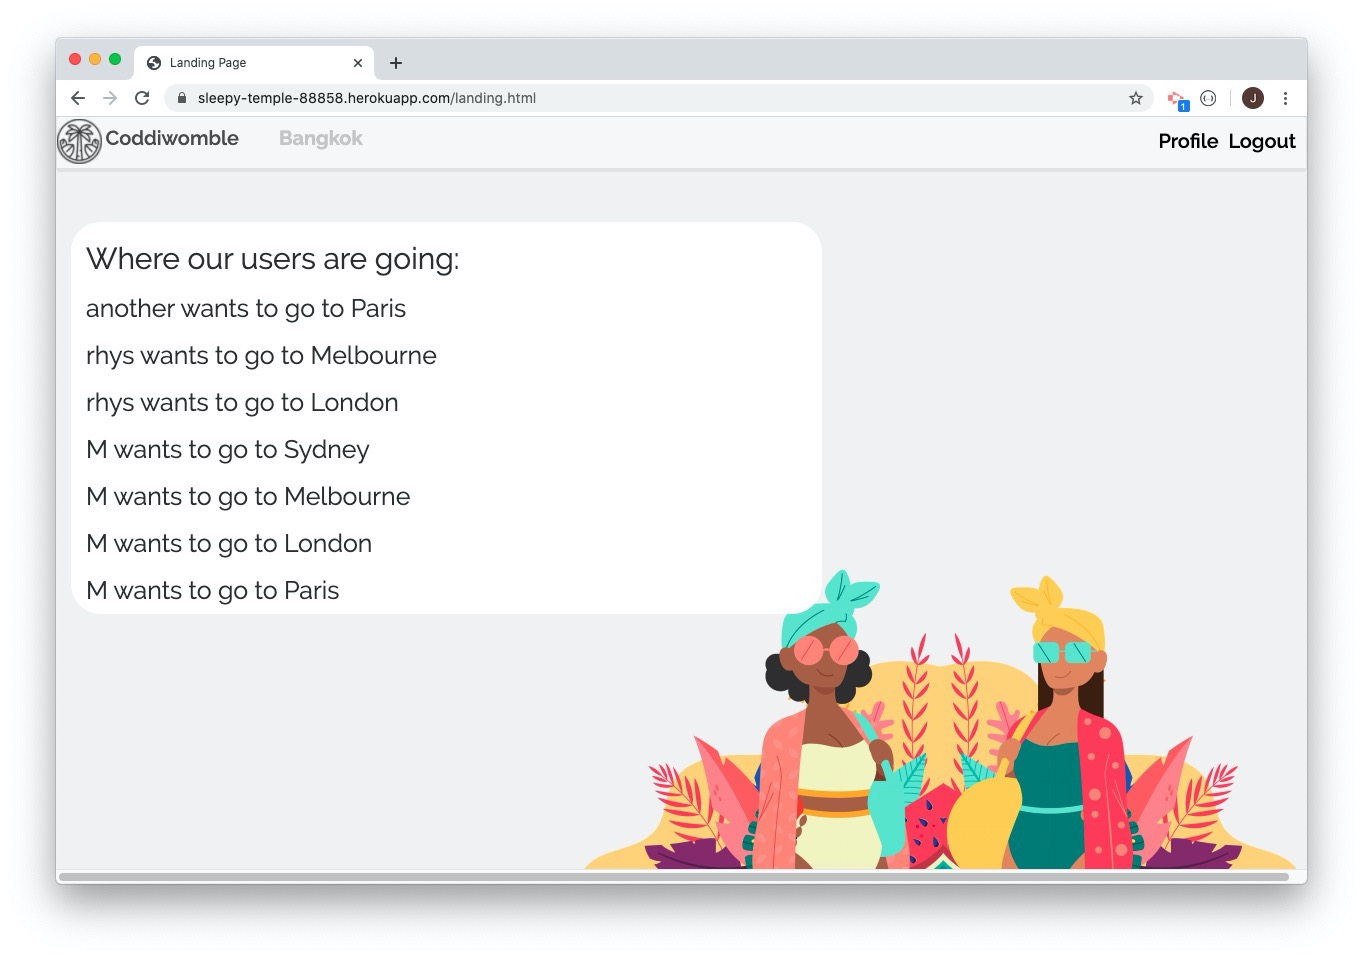 Landing Page
sleepy-temple-88858.herokuapp.com/landing.html
1
J
Coddiwomble Bangkok Profile Logout
Where our users are going:
another wants to go to Paris
rhys wants to go to Melbourne
rhys wants to go to London
M wants to go to Sydney
M wants to go to Melbourne
M wants to go to London
M wants to go to Paris